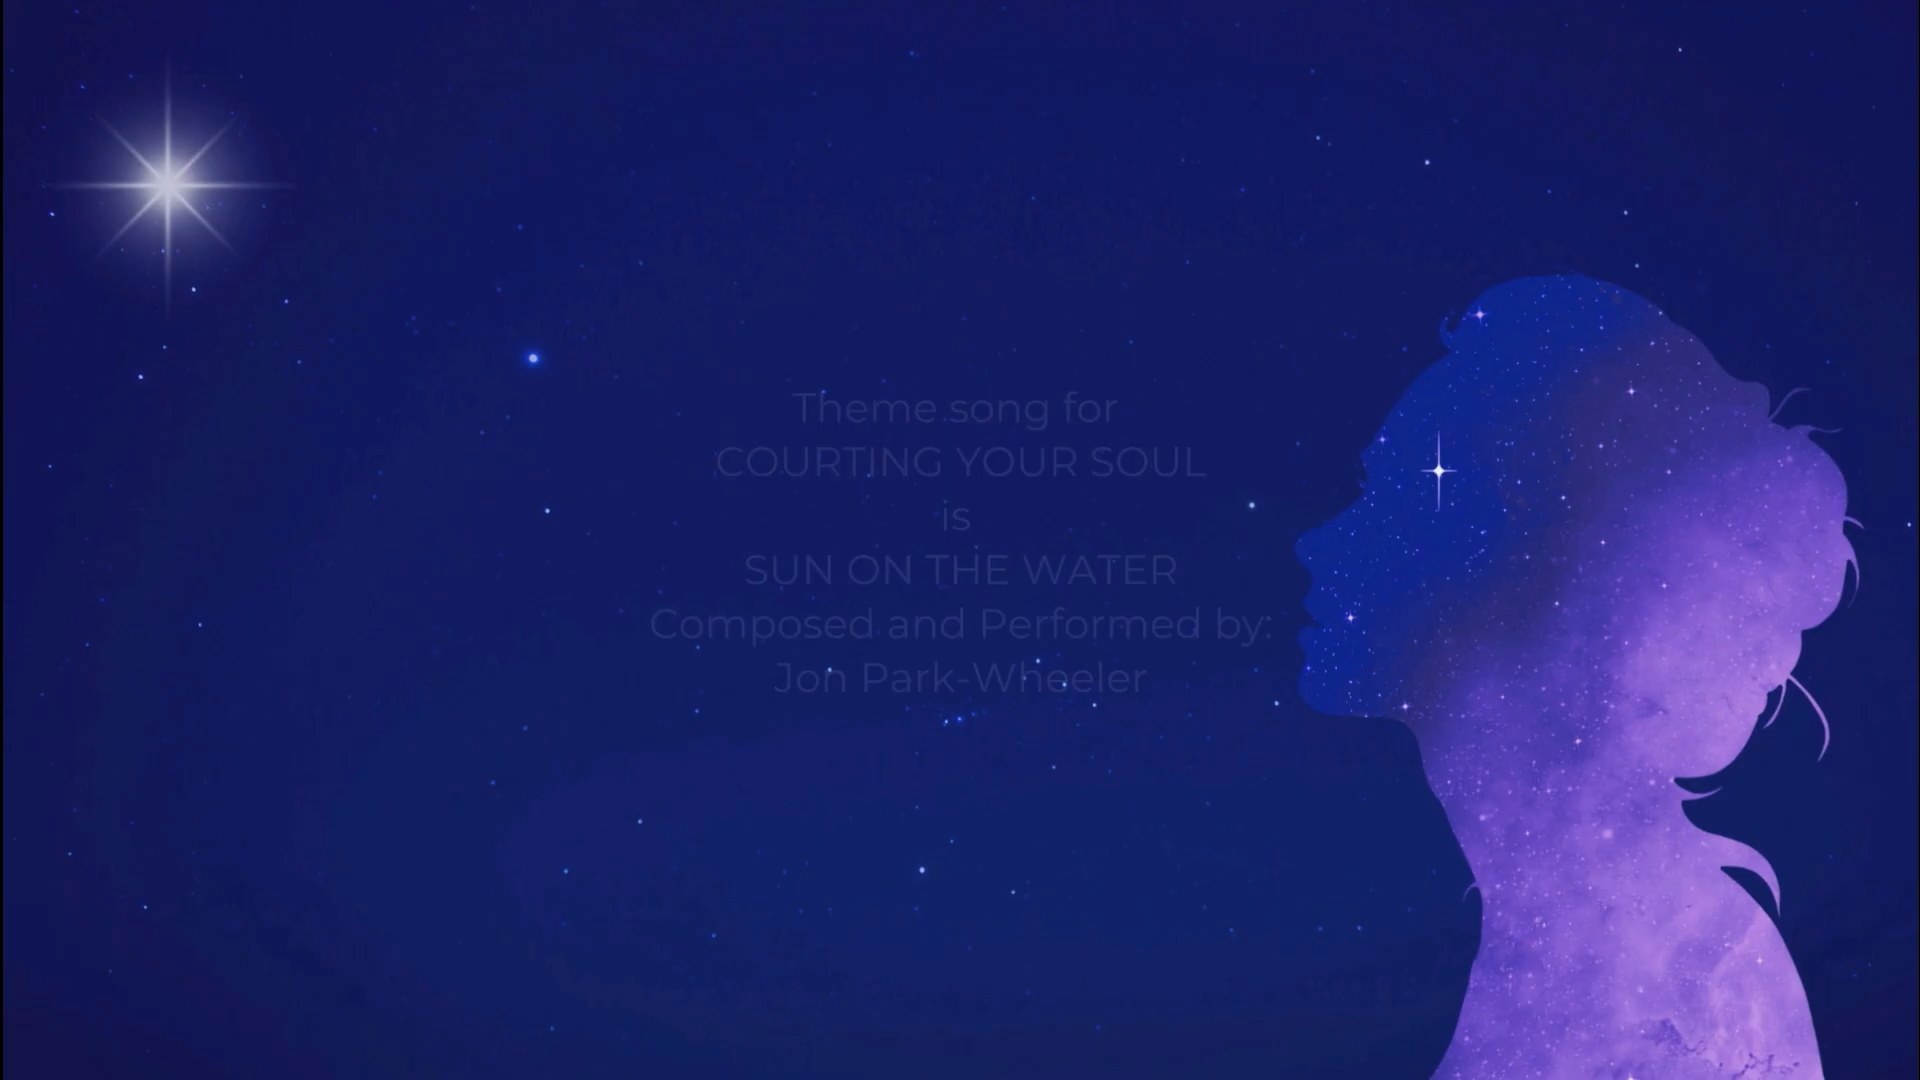 Theme song for
COURTING YOUR SOUL
is
SUN ON THE WATER
Composed and Performed by:
Jon Park-Wheeler